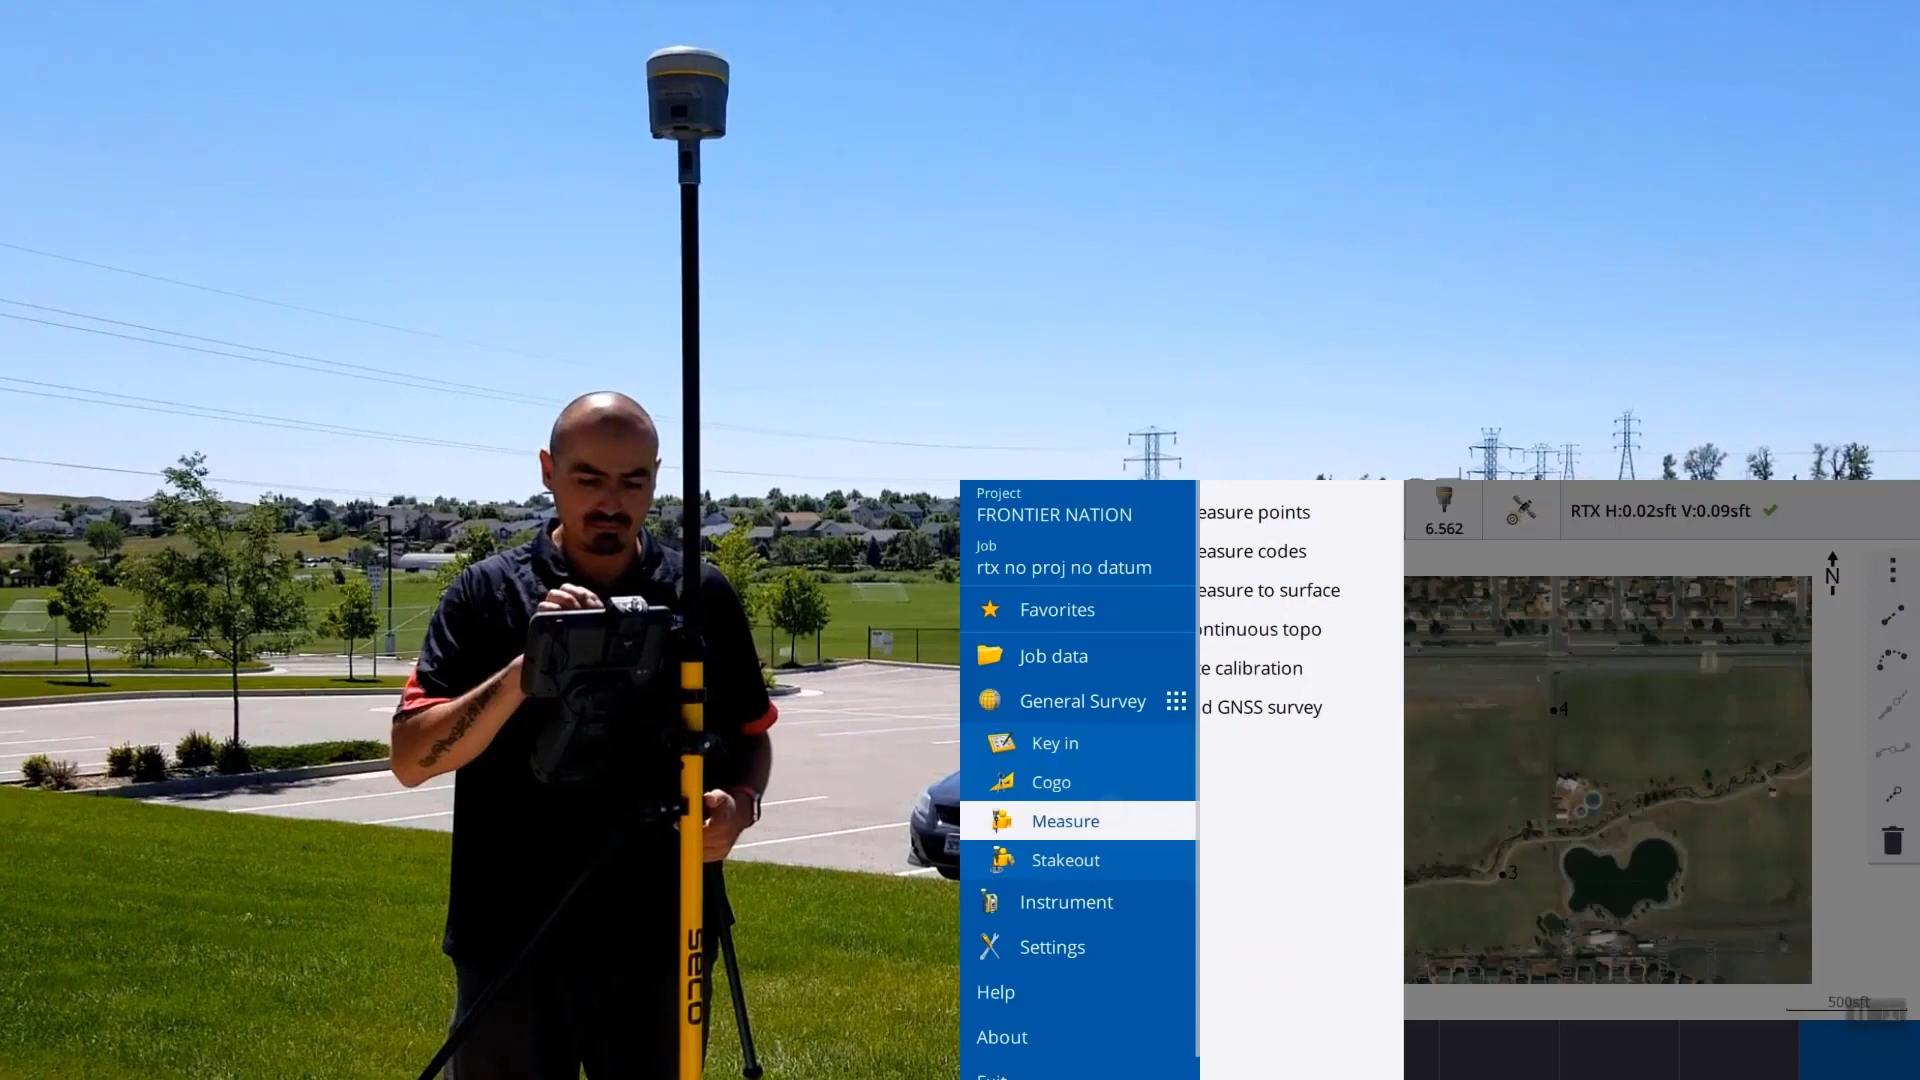 Project
FRONTIER NATION
Job
rtx no proj no datum
Favorites
Job data
General Survey
Key in
Cogo
Measure
Stakeout
Instrument
Settings
Help
About
easure points
easure codes
easure to surface
ontinuous topo
te calibration
d GNSS survey
6.562
RTX H:0.02sft V:0.09sft
N
4
3
500sft
SECO